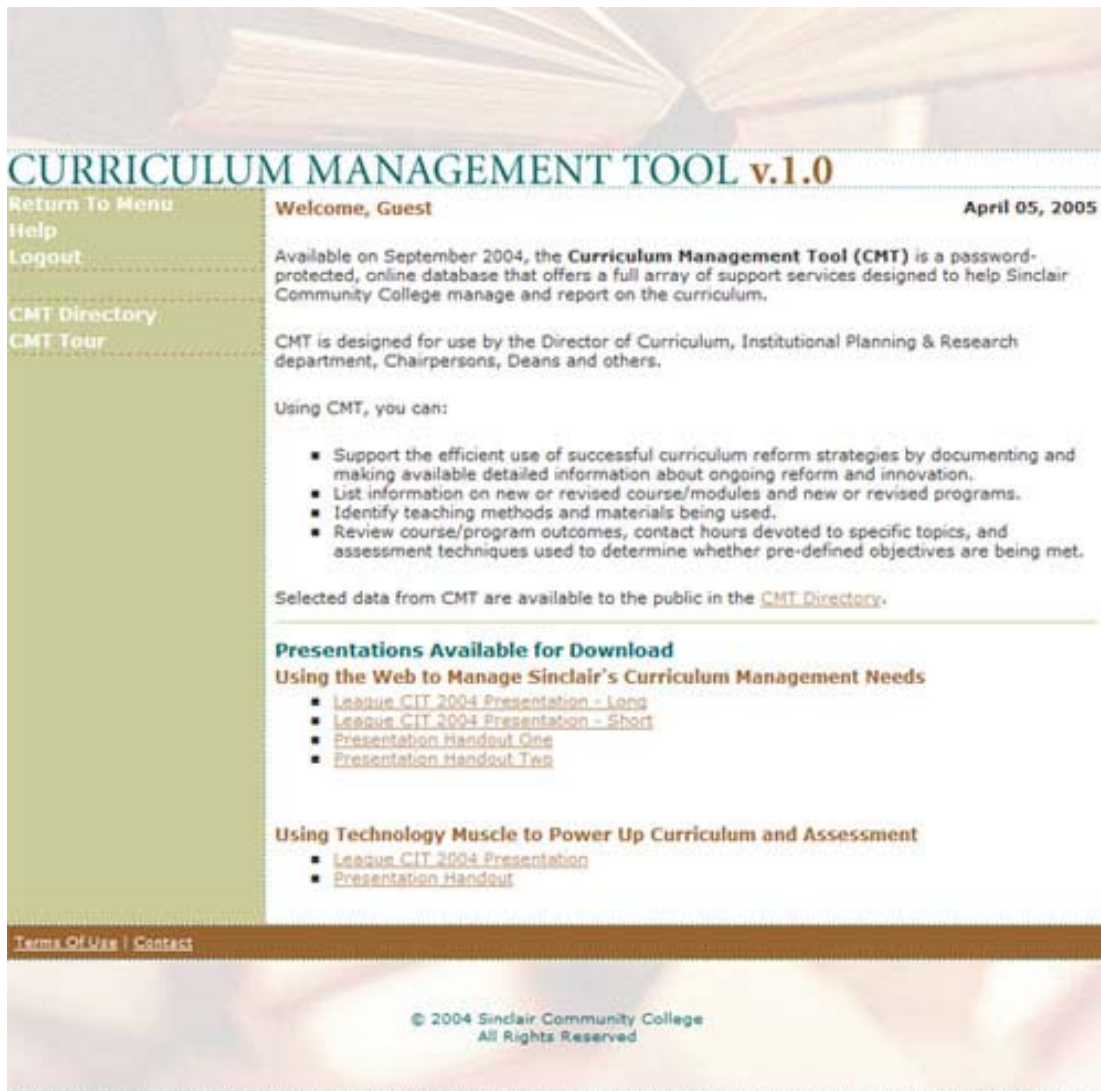 CURRICULUM MANAGEMENT TOOL v.1.0
Return To Menu
Help
Logout
CMT Directory
CMT Tour
Welcome, Guest
April 05, 2005
Available on September 2004, the Curriculum Management Tool (CMT) is a password-
protected, online database that offers a full array of support services designed to help Sinclair
Community College manage and report on the curriculum.
CMT is designed for use by the Director of Curriculum, Institutional Planning & Research
department, Chairpersons, Deans and others.
Using CMT, you can:
Support the efficient use of successful curriculum reform strategies by documenting and
making available detailed information about ongoing reform and innovation.
List information on new or revised course/modules and new or revised programs.
Identify teaching methods and materials being used.
Review course/program outcomes, contact hours devoted to specific topics, and
assessment techniques used to determine whether pre-defined objectives are being met.
Selected data from CMT are available to the public in the CMT Directory.
Presentations Available for Download
Using the Web to Manage Sinclair's Curriculum Management Needs
League CIT 2004 Presentation - Long
League CIT 2004 Presentation - Short
Presentation Handout One
Presentation Handout Two
Using Technology Muscle to Power Up Curriculum and Assessment
League CIT 2004 Presentation
Presentation Handout
Terms Of Use | Contact
© 2004 Sinclair Community College
All Rights Reserved